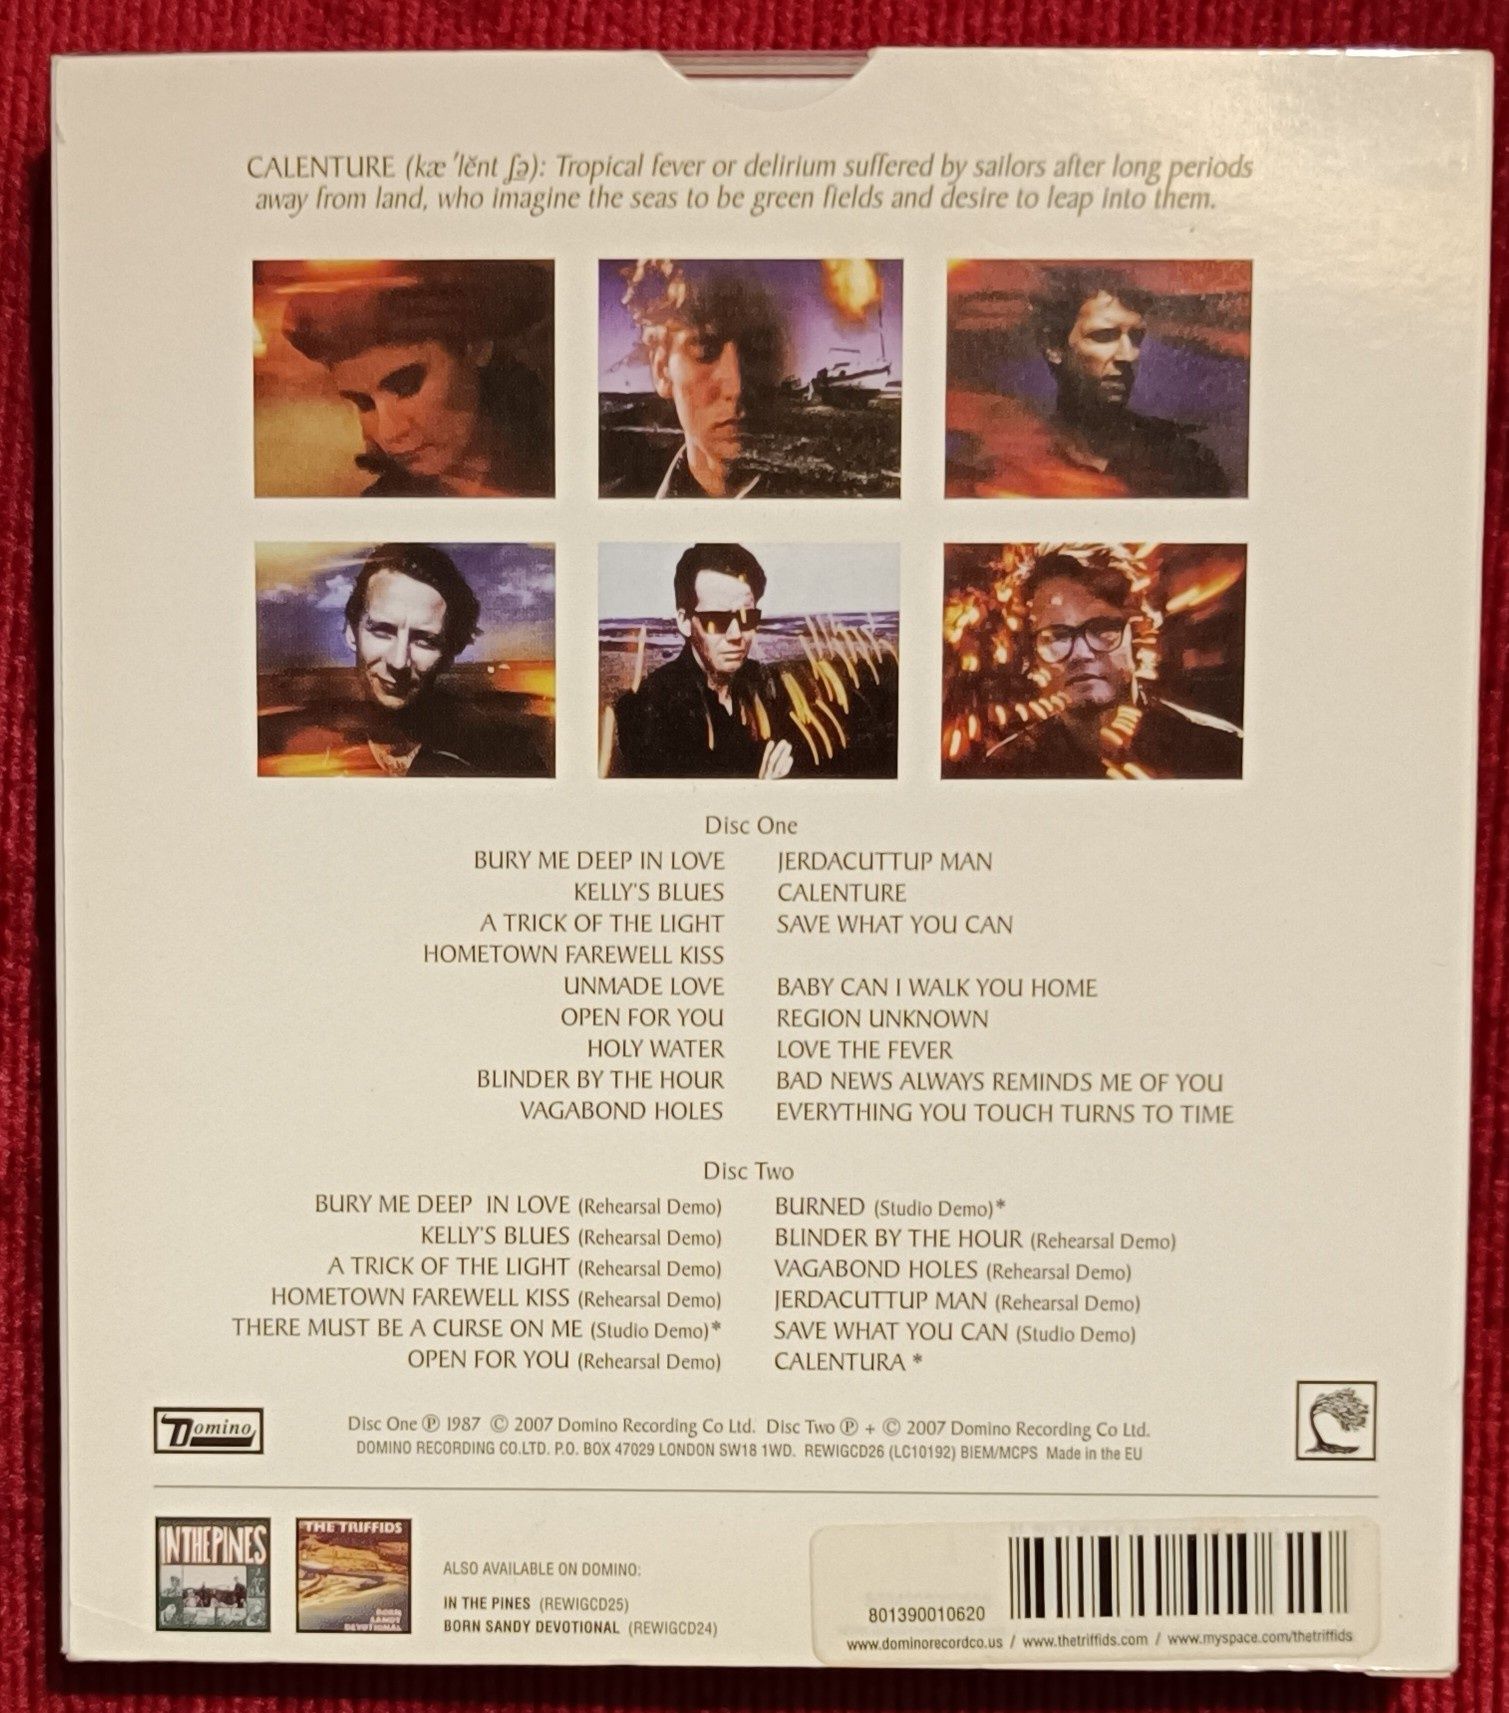 CALENTURE (kæ 'lĕnt ʃə): Tropical fever or delirium suffered by sailors after long periods
away from land, who imagine the seas to be green fields and desire to leap into them.
Disc One
BURY ME DEEP IN LOVE
KELLY'S BLUES
A TRICK OF THE LIGHT
HOMETOWN FAREWELL KISS
UNMADE LOVE
OPEN FOR YOU
HOLY WATER
BLINDER BY THE HOUR
VAGABOND HOLES
JERDACUTTUP MAN
CALENTURE
SAVE WHAT YOU CAN
BABY CAN I WALK YOU HOME
REGION UNKNOWN
LOVE THE FEVER
BAD NEWS ALWAYS REMINDS ME OF YOU
EVERYTHING YOU TOUCH TURNS TO TIME
Disc Two
BURY ME DEEP  IN LOVE (Rehearsal Demo)
KELLY'S BLUES (Rehearsal Demo)
A TRICK OF THE LIGHT (Rehearsal Demo)
HOMETOWN FAREWELL KISS (Rehearsal Demo)
THERE MUST BE A CURSE ON ME (Studio Demo)*
OPEN FOR YOU (Rehearsal Demo)
BURNED (Studio Demo)*
BLINDER BY THE HOUR (Rehearsal Demo)
VAGABOND HOLES (Rehearsal Demo)
JERDACUTTUP MAN (Rehearsal Demo)
SAVE WHAT YOU CAN (Studio Demo)
CALENTURA *
Domino
Disc One ℗ 1987 © 2007 Domino Recording Co Ltd. Disc Two ℗ + © 2007 Domino Recording Co Ltd.
DOMINO RECORDING CO.LTD. P.O. BOX 47029 LONDON SW18 1WD. REWIGCD26 (LC10192) BIEM/MCPS Made in the EU
IN THE PINES
THE TRIFFIDS
BORN
SANDY
DEVOTIONAL
ALSO AVAILABLE ON DOMINO:
IN THE PINES (REWIGCD25)
BORN SANDY DEVOTIONAL (REWIGCD24)
801390010620
www.dominorecordco.us / www.thetriffids.com / www.myspace.com/thetriffids